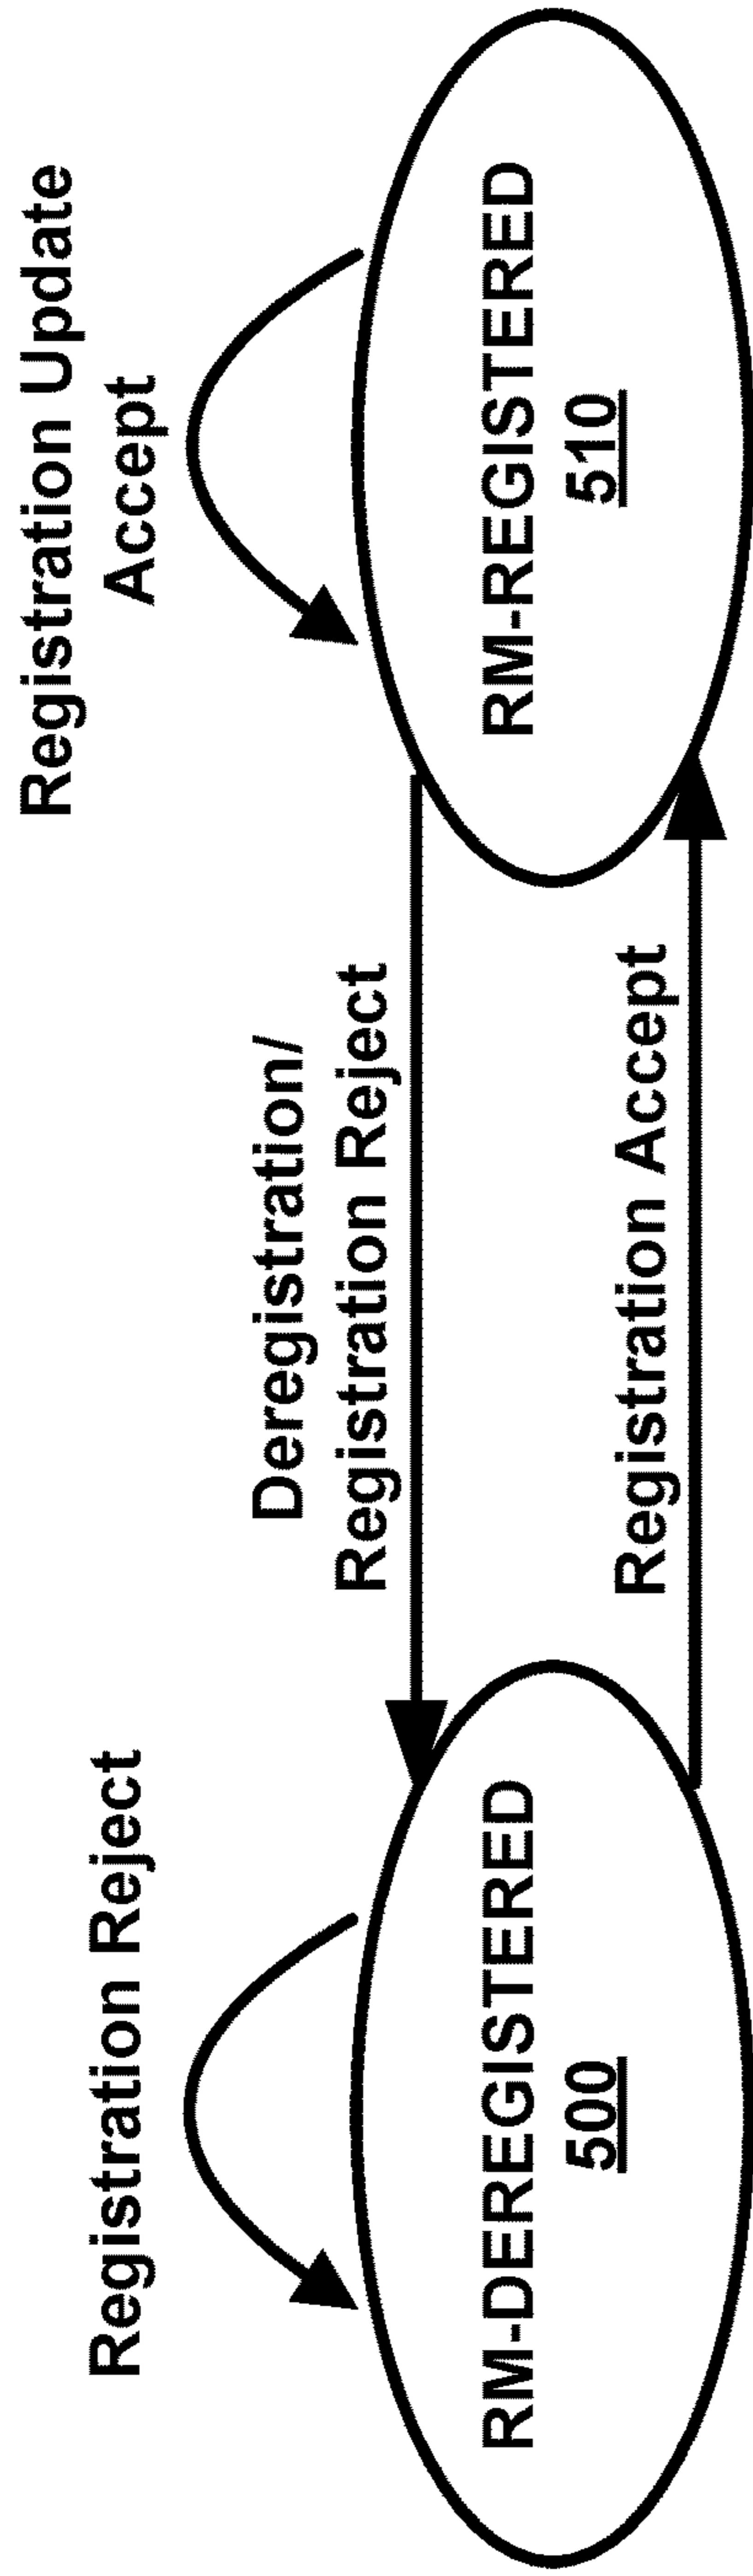 Registration Reject
Deregistration/
Registration Reject
Registration Update
Accept
RM-DEREGISTERED
500
Registration Accept
RM-REGISTERED
510